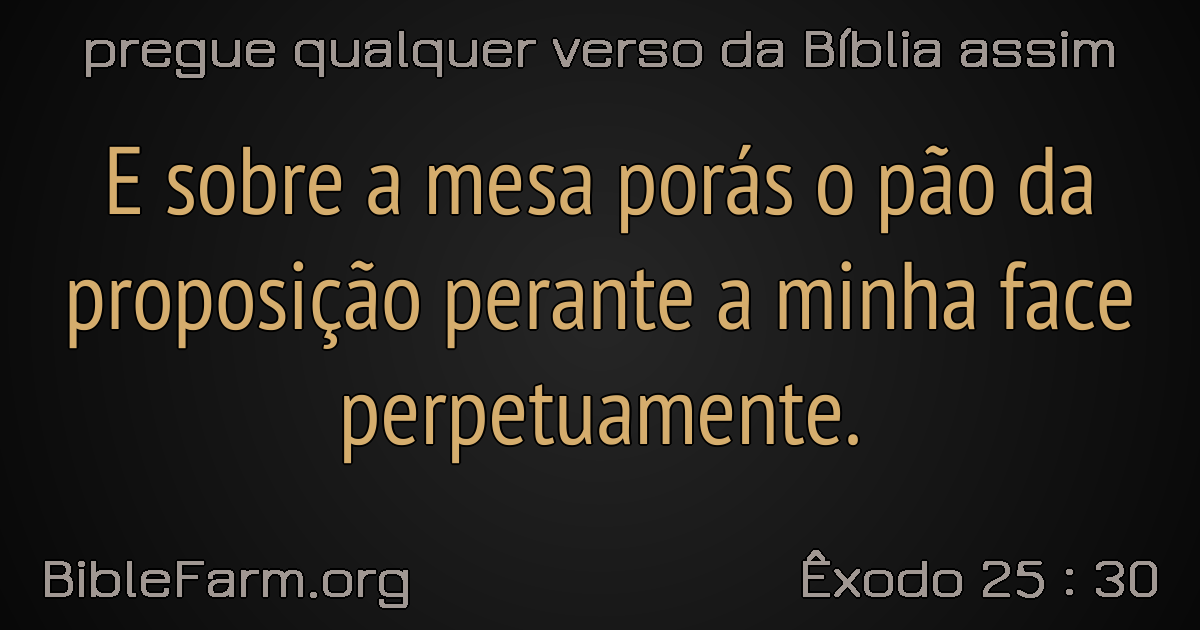 pregue qualquer verso da Bíblia assim
E sobre a mesa porás o pão da
proposição perante a minha face
perpetuamente.
BibleFarm.org
Êxodo 25 : 30